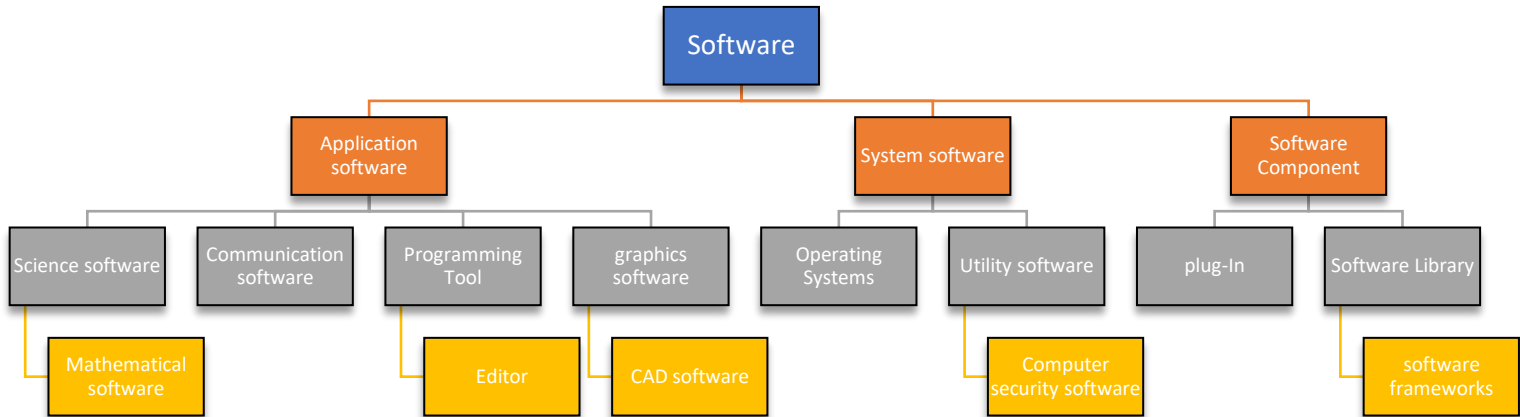 Software
Application
software
System software
Software
Component
Science software
Communication
software
Programming
Tool
graphics
software
Operating
Systems
Utility software
plug-In
Software Library
Mathematical
software
Editor
CAD software
Computer
security software
software
frameworks